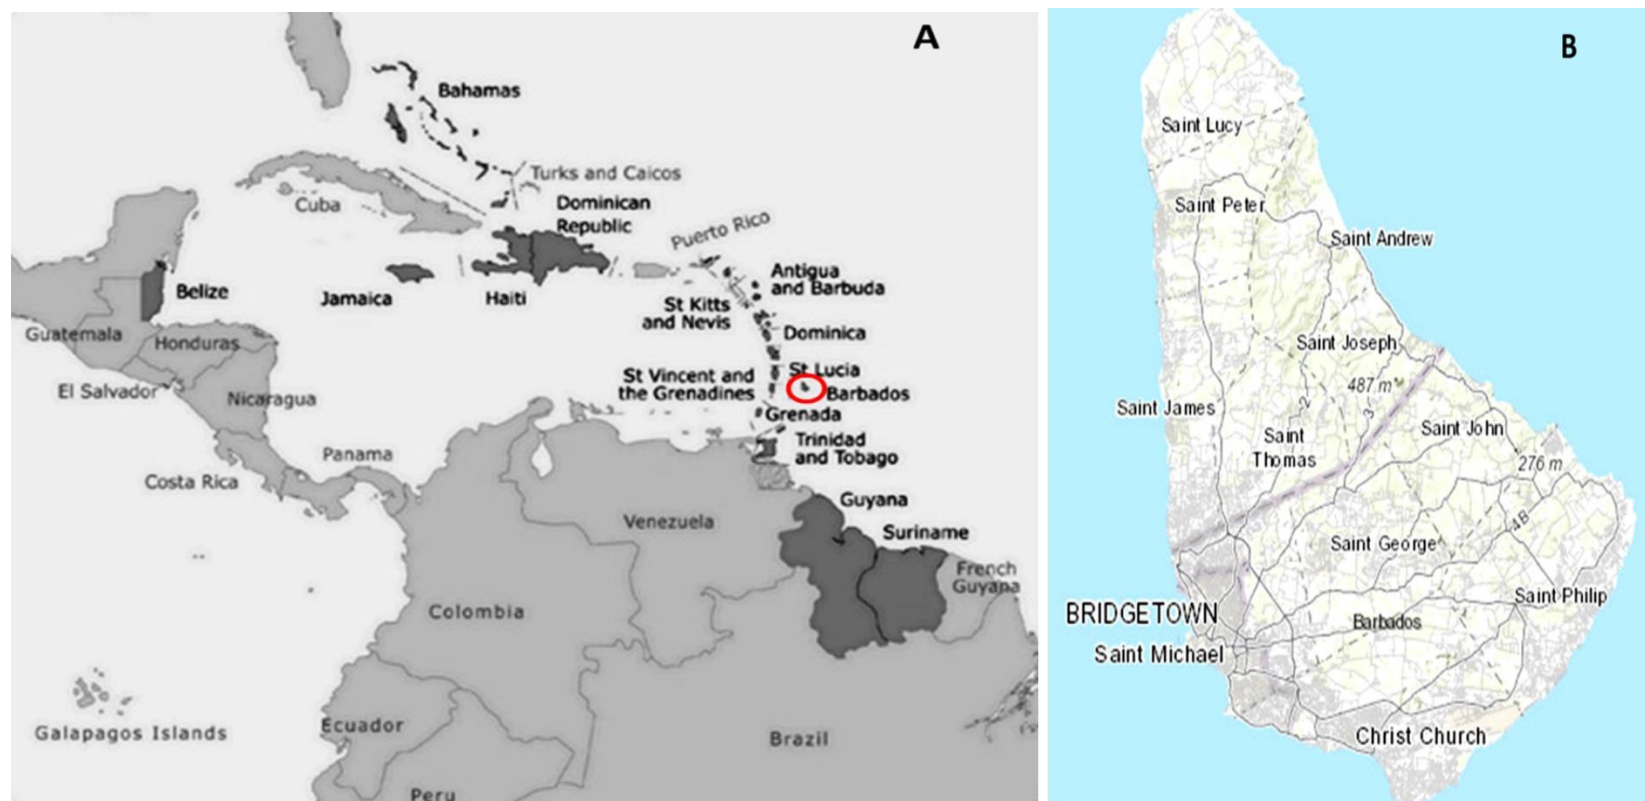 A
Bahamas
Turks and Caicos
Cuba
Dominican
Republic
Puerto Rico
Antigua
and Barbuda
Belize
Jamaica
Haiti
St Kitts
and Nevis
Guatemala
Honduras
Dominica
El Salvador
Nicaragua
St Vincent and
the Grenadines
St Lucia
Barbados
Grenada
Trinidad
and Tobago
Panama
Costa Rica
Guyana
Venezuela
Suriname
French
Guyana
Colombia
Ecuador
Galapagos Islands
Brazil
Peru
B
Saint Lucy
Saint Peter
Saint Andrew
Saint Joseph
487 m
Saint James
2
3
Saint John
Saint
Thomas
276 m
4B
Saint George
Saint Philip
BRIDGETOWN
Barbados
Saint Michael
Christ Church